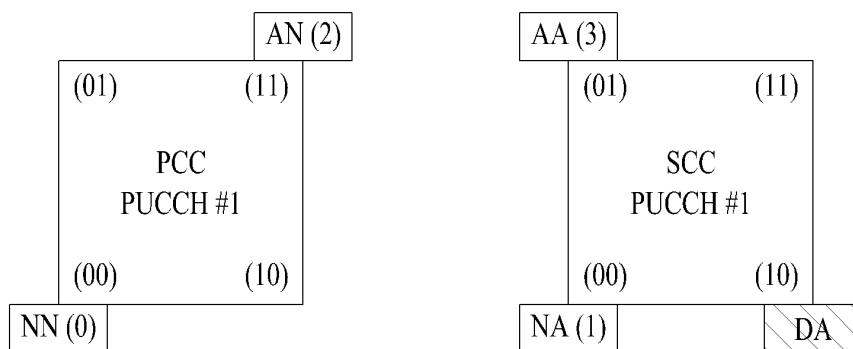 AN (2)
(01) (11)
PCC
PUCCH #1
(00) (10)
NN (0)
AA (3)
(01) (11)
SCC
PUCCH #1
(00) (10)
NA (1)
DA